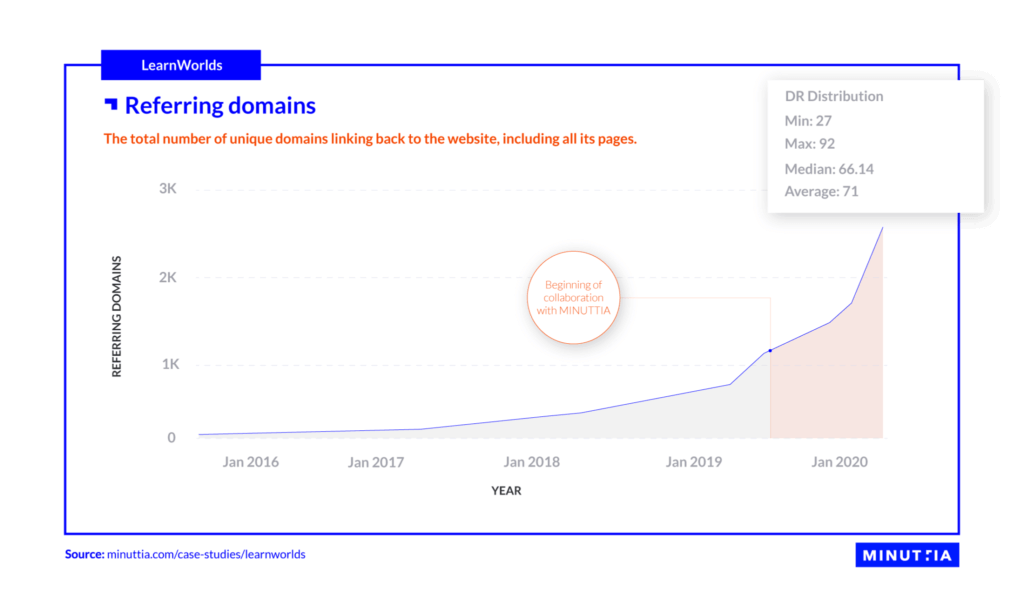 LearnWorlds
Referring domains
The total number of unique domains linking back to the website, including all its pages.
DR Distribution
Min: 27
Max: 92
Median: 66.14
Average: 71
3K
2K
1K
0
REFERRING DOMAINS
Beginning of
collaboration
with MINUTTIA
Jan 2016
Jan 2017
Jan 2018
Jan 2019
Jan 2020
YEAR
Source: minuttia.com/case-studies/learnworlds
MINUTTIA